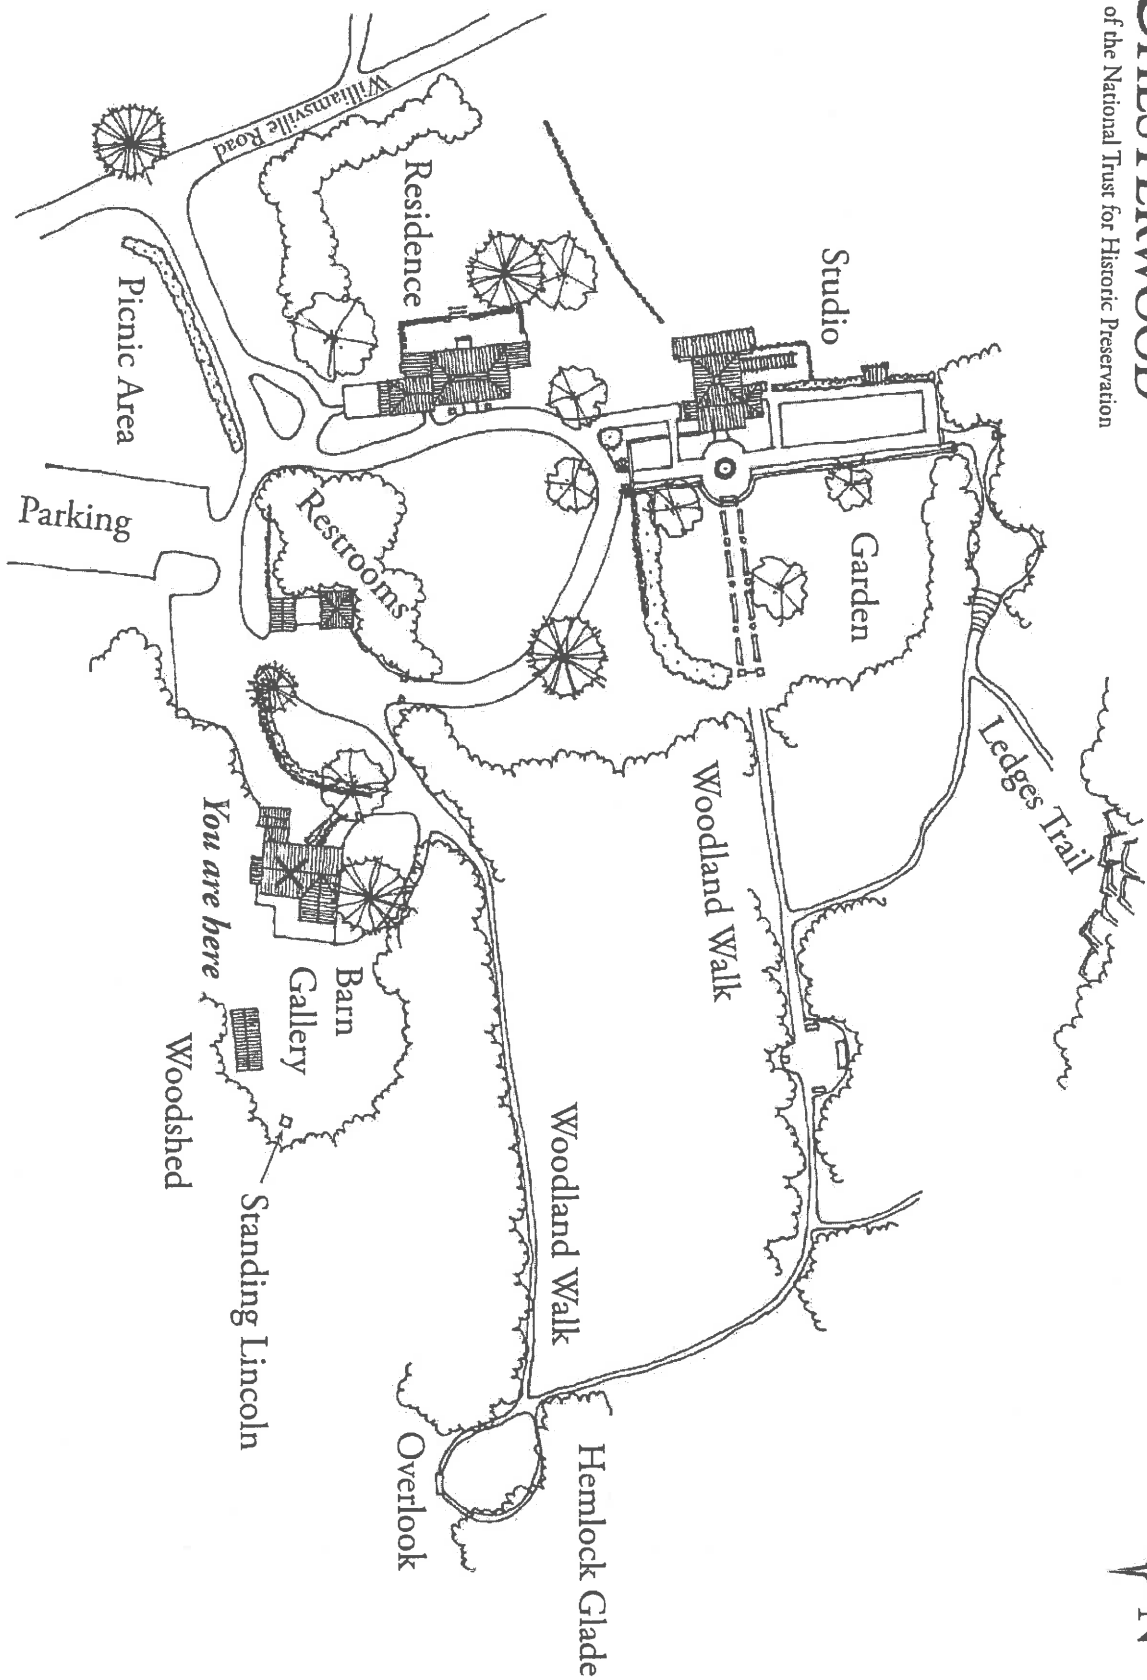 CHESTERWOOD
of the National Trust for Historic Preservation
N
Ledges Trail
Studio
Garden
Woodland Walk
Hemlock Glade
Woodland Walk
Residence
Overlook
Restrooms
Barn
Gallery
Standing Lincoln
Williamsville Road
You are here
Woodshed
Picnic Area
Parking